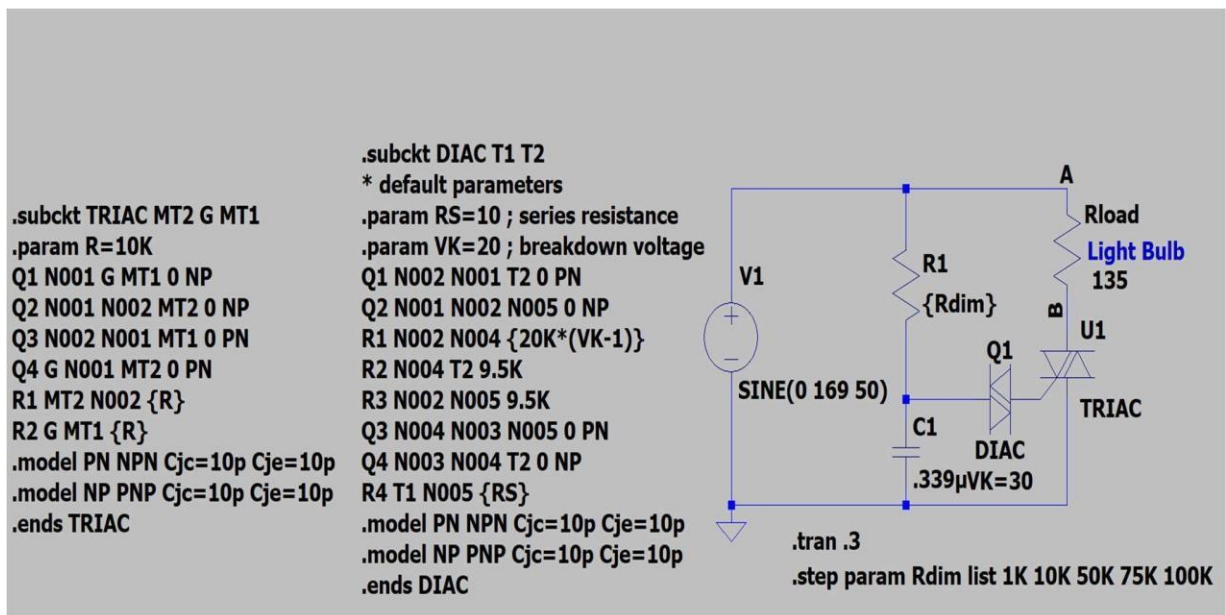 .subckt TRIAC MT2 G MT1
.param R=10K
Q1 N001 G MT1 0 NP
Q2 N001 N002 MT2 0 NP
Q3 N002 N001 MT1 0 PN
Q4 G N001 MT2 0 PN
R1 MT2 N002 {R}
R2 G MT1 {R}
.model PN NPN Cjc=10p Cje=10p
.model NP PNP Cjc=10p Cje=10p
.ends TRIAC
.subckt DIAC T1 T2
* default parameters
.param RS=10 ; series resistance
.param VK=20 ; breakdown voltage
Q1 N002 N001 T2 0 PN
Q2 N001 N002 N005 0 NP
R1 N002 N004 {20K*(VK-1)}
R2 N004 T2 9.5K
R3 N002 N005 9.5K
Q3 N004 N003 N005 0 PN
Q4 N003 N004 T2 0 NP
R4 T1 N005 {RS}
.model PN NPN Cjc=10p Cje=10p
.model NP PNP Cjc=10p Cje=10p
.ends DIAC
A
Rload
Light Bulb
135
R1
{Rdim}
V1
B
U1
Q1
SINE(0 169 50)
TRIAC
C1
DIAC
.339µ
VK=30
.tran .3
.step param Rdim list 1K 10K 50K 75K 100K